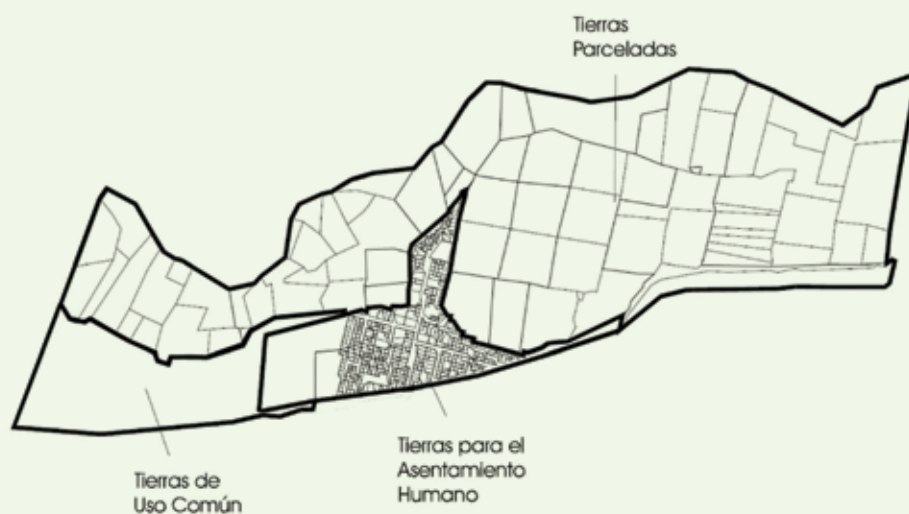 Tierras
Parceladas
Tierras para el
Asentamiento
Humano
Tierras de
Uso Común